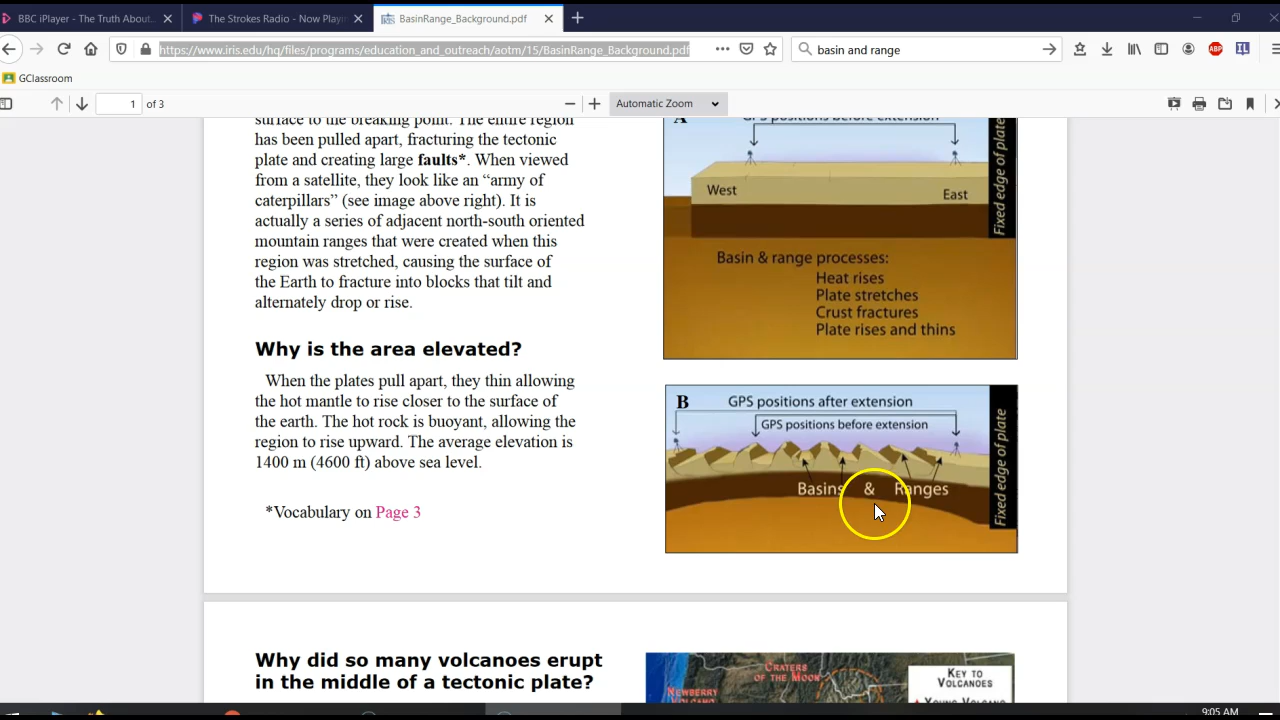 BBC iPlayer - The Truth About
The Strokes Radio - Now Playin
BasinRange_Background.pdf
https://www.iris.edu/hq/files/programs/education_and_outreach/aotm/15/BasinRange_Background.pdf
basin and range
ABP
IL
GClassroom
1 of 3
Automatic Zoom
surface to the breaking point. The entire region
has been pulled apart, fracturing the tectonic
plate and creating large faults*. When viewed
from a satellite, they look like an “army of
caterpillars” (see image above right). It is
actually a series of adjacent north-south oriented
mountain ranges that were created when this
region was stretched, causing the surface of
the Earth to fracture into blocks that tilt and
alternately drop or rise.
Why is the area elevated?
When the plates pull apart, they thin allowing
the hot mantle to rise closer to the surface of
the earth. The hot rock is buoyant, allowing the
region to rise upward. The average elevation is
1400 m (4600 ft) above sea level.
*Vocabulary on Page 3
A
GPS positions before extension
West
East
Fixed edge of plate
Basin & range processes:
Heat rises
Plate stretches
Crust fractures
Plate rises and thins
B
GPS positions after extension
GPS positions before extension
Basins & Ranges
Fixed edge of plate
Why did so many volcanoes erupt
in the middle of a tectonic plate?
CRATERS
OF THE MOON
NEWBERRY
VOLCANO
KEY TO
VOLCANOES
YOUNG VOLCANO
9:05 AM